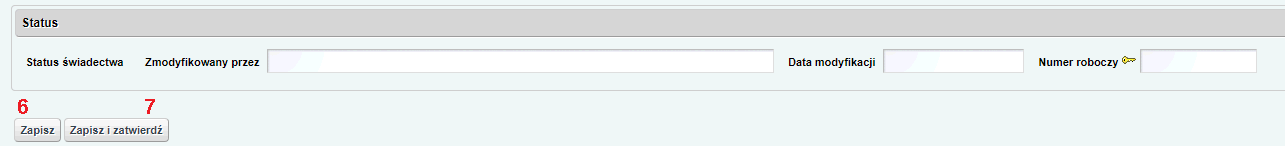 Status
Status świadectwa Zmodyfikowany przez Data modyfikacji Numer roboczy
6 7
Zapisz Zapisz i zatwierdź